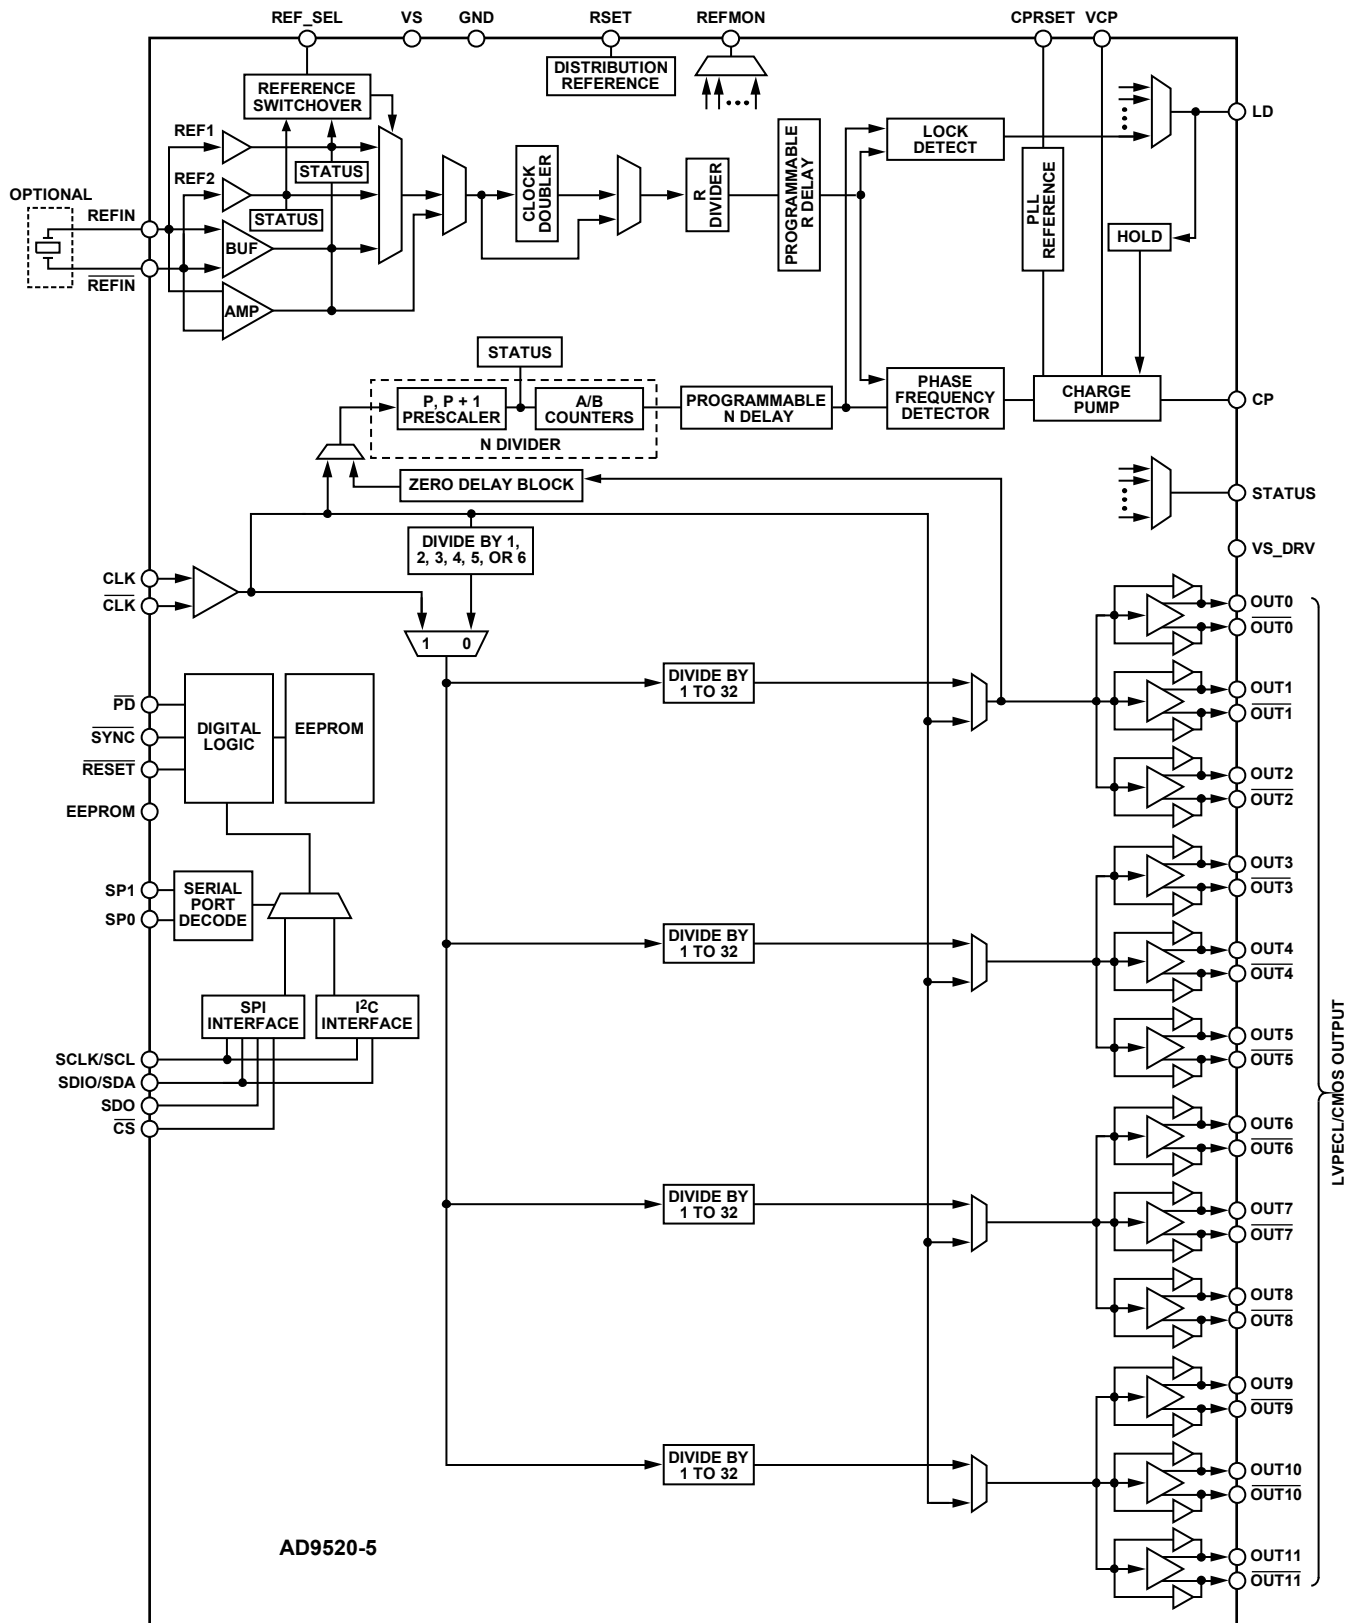 REF_SEL
VS
GND
RSET
REFMON
CPRSET
VCP
DISTRIBUTION
REFERENCE
REFERENCE
SWITCHOVER
REF1
REF2
STATUS
STATUS
OPTIONAL
REFIN
REFIN
BUF
AMP
CLOCK
DOUBLER
R
DIVIDER
PROGRAMMABLE
R DELAY
LOCK
DETECT
PLL
REFERENCE
LD
HOLD
STATUS
P, P + 1
PRESCALER
A/B
COUNTERS
N DIVIDER
PROGRAMMABLE
N DELAY
PHASE
FREQUENCY
DETECTOR
CHARGE
PUMP
CP
ZERO DELAY BLOCK
STATUS
DIVIDE BY 1,
2, 3, 4, 5, OR 6
VS_DRV
CLK
CLK
1 0
OUT0
OUT0
DIVIDE BY
1 TO 32
OUT1
OUT1
PD
SYNC
RESET
DIGITAL
LOGIC
EEPROM
EEPROM
OUT2
OUT2
OUT3
OUT3
SP1
SP0
SERIAL
PORT
DECODE
DIVIDE BY
1 TO 32
OUT4
OUT4
SPI
INTERFACE
I2C
INTERFACE
OUT5
OUT5
SCLK/SCL
SDIO/SDA
SDO
CS
OUT6
OUT6
DIVIDE BY
1 TO 32
OUT7
OUT7
OUT8
OUT8
OUT9
OUT9
DIVIDE BY
1 TO 32
OUT10
OUT10
OUT11
OUT11
LVPECL/CMOS OUTPUT
AD9520-5